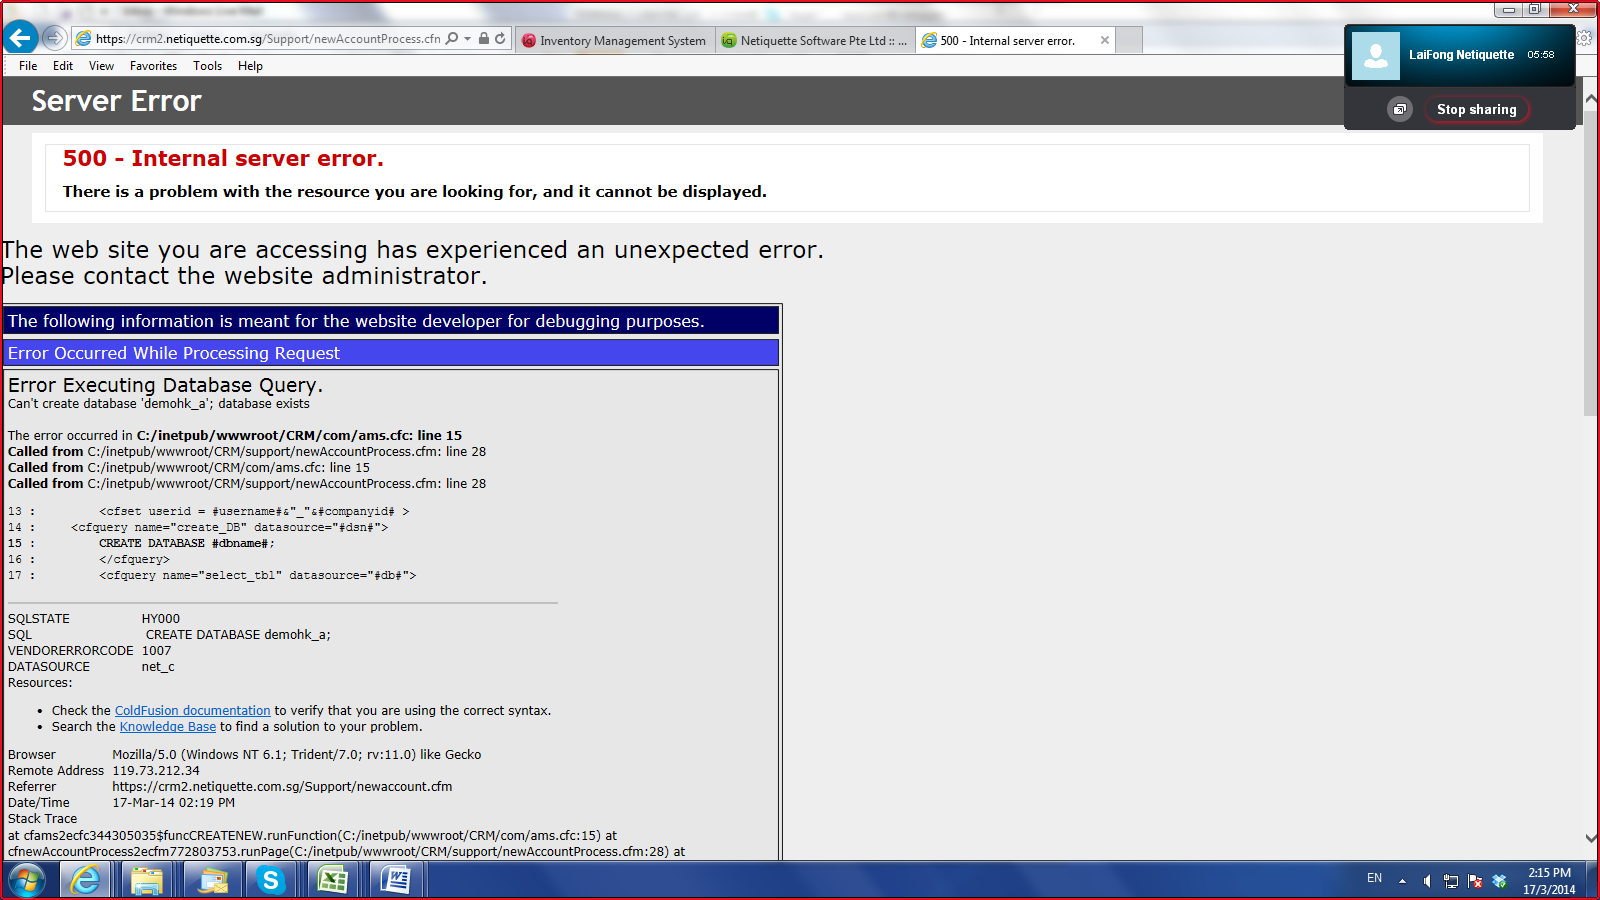 https://crm2.netiquette.com.sg/Support/newAccountProcess.cfn
Inventory Management System
Netiquette Software Pte Ltd :: ...
500 - Internal server error.
File Edit View Favorites Tools Help
LaiFong Netiquette 05:58
Stop sharing
Server Error
500 - Internal server error.
There is a problem with the resource you are looking for, and it cannot be displayed.
The web site you are accessing has experienced an unexpected error.
Please contact the website administrator.
The following information is meant for the website developer for debugging purposes.
Error Occurred While Processing Request
Error Executing Database Query.
Can't create database 'demohk_a'; database exists
The error occurred in C:/inetpub/wwwroot/CRM/com/ams.cfc: line 15
Called from C:/inetpub/wwwroot/CRM/support/newAccountProcess.cfm: line 28
Called from C:/inetpub/wwwroot/CRM/com/ams.cfc: line 15
Called from C:/inetpub/wwwroot/CRM/support/newAccountProcess.cfm: line 28
13 : <cfset userid = #username#&"_"&#companyid# >
14 : <cfquery name="create_DB" datasource="#dsn#">
15 : CREATE DATABASE #dbname#;
16 : </cfquery>
17 : <cfquery name="select_tbl" datasource="#db#">
SQLSTATE HY000
SQL CREATE DATABASE demohk_a;
VENDORERRORCODE 1007
DATASOURCE net_c
Resources:
• Check the ColdFusion documentation to verify that you are using the correct syntax.
• Search the Knowledge Base to find a solution to your problem.
Browser Mozilla/5.0 (Windows NT 6.1; Trident/7.0; rv:11.0) like Gecko
Remote Address 119.73.212.34
Referrer https://crm2.netiquette.com.sg/Support/newaccount.cfm
Date/Time 17-Mar-14 02:19 PM
Stack Trace
at cfams2ecfc344305035$funcCREATENEW.runFunction(C:/inetpub/wwwroot/CRM/com/ams.cfc:15) at
cfnewAccountProcess2ecfm772803753.runPage(C:/inetpub/wwwroot/CRM/support/newAccountProcess.cfm:28) at
EN
2:15 PM
17/3/2014